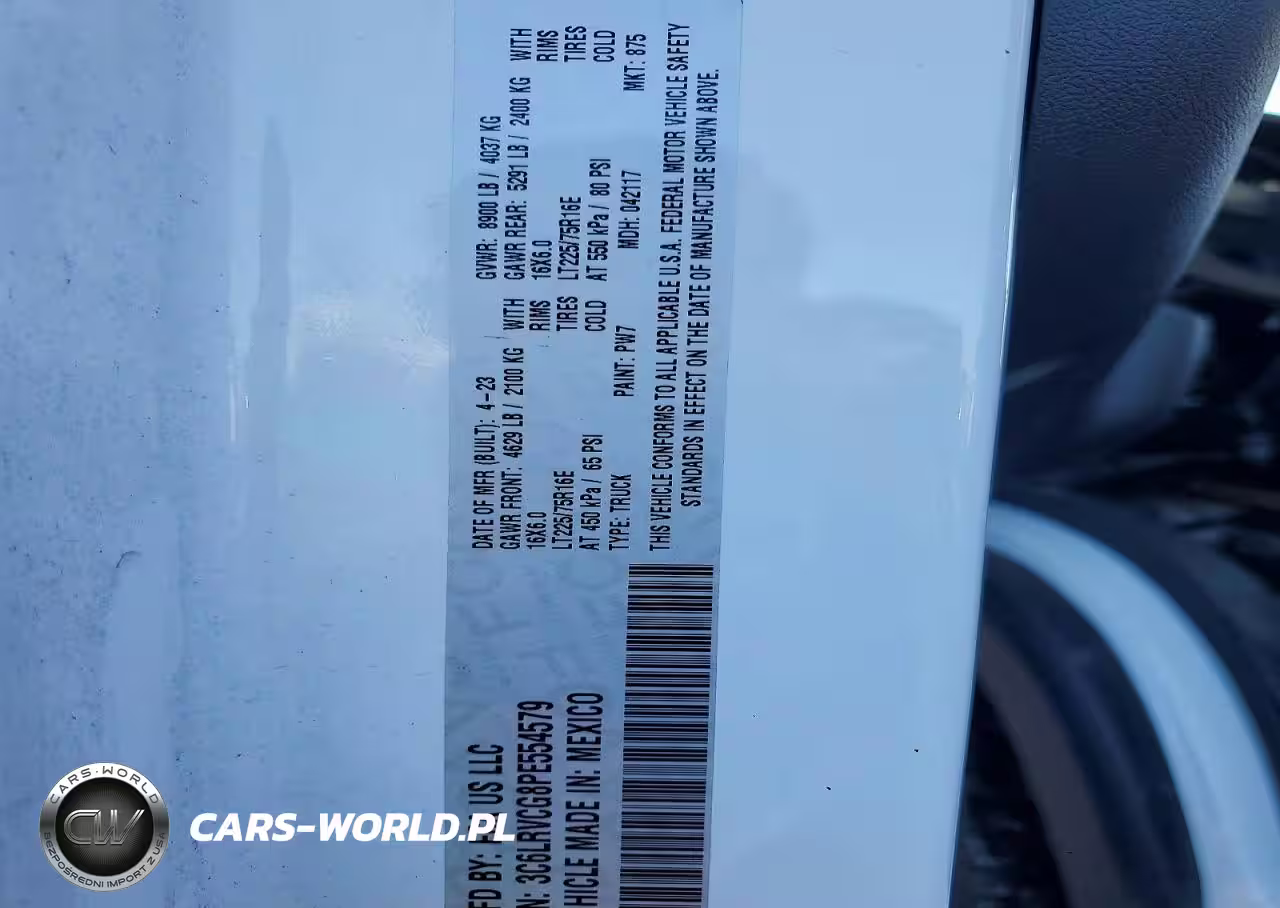 FD BY: FCA US LLC
N: 3C6LRVCG8PE554579
HICLE MADE IN: MEXICO
DATE OF MFR (BUILT): 4-23 GVWR: 8900 LB / 4037 KG
GAWR FRONT: 4629 LB / 2100 KG WITH GAWR REAR: 5291 LB / 2400 KG WITH
16X6.0 RIMS 16X6.0 RIMS
LT225/75R16E TIRES LT225/75R16E TIRES
AT 450 kPa / 65 PSI COLD AT 550 kPa / 80 PSI COLD
TYPE: TRUCK PAINT: PW7 MDH: 042117 MKT: 875
THIS VEHICLE CONFORMS TO ALL APPLICABLE U.S.A. FEDERAL MOTOR VEHICLE SAFETY
STANDARDS IN EFFECT ON THE DATE OF MANUFACTURE SHOWN ABOVE.
CARS-WORLD
CW
BEZPOŚREDNI IMPORT Z USA
CARS-WORLD.PL